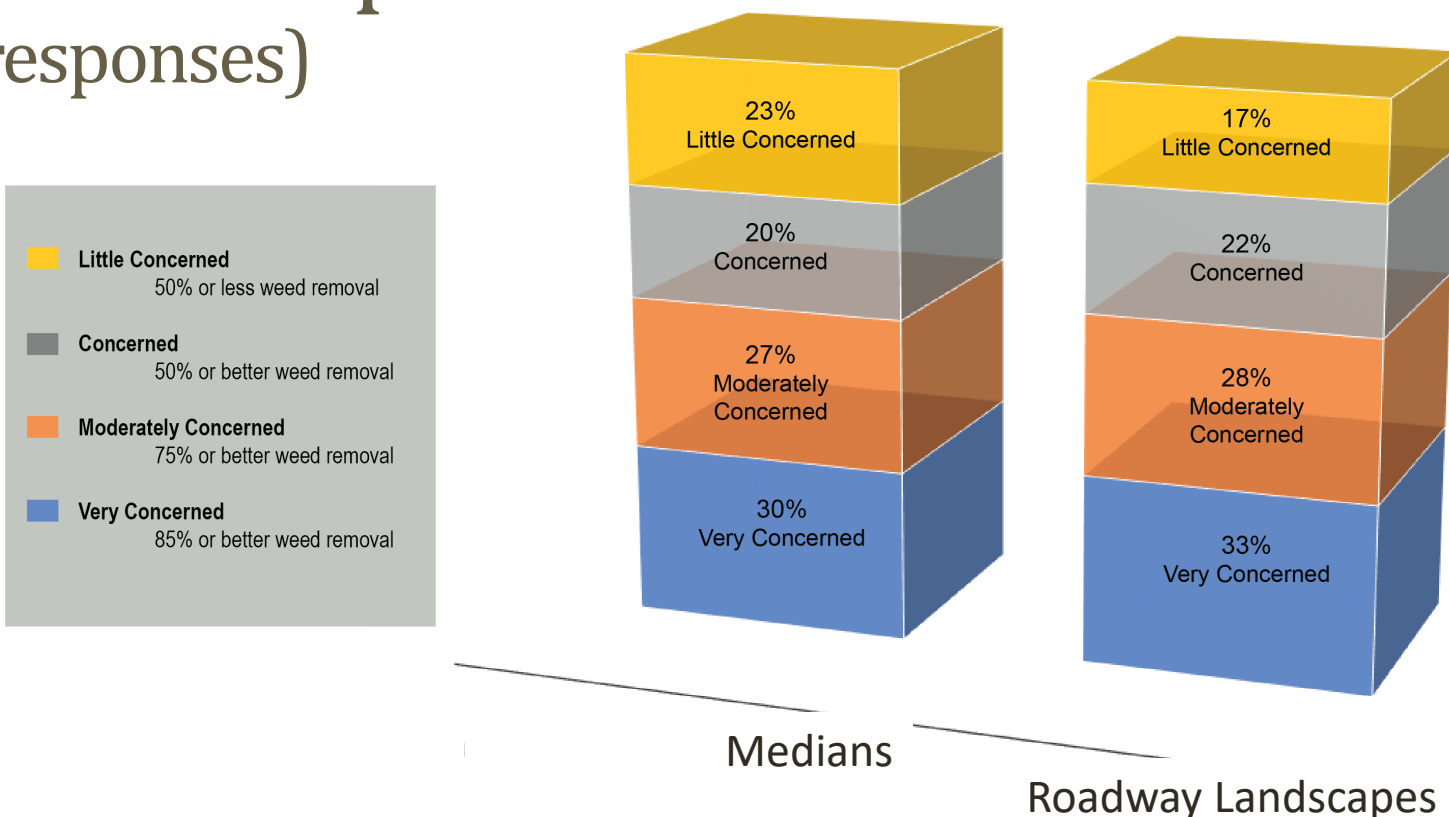 responses)
Little Concerned
50% or less weed removal
Concerned
50% or better weed removal
Moderately Concerned
75% or better weed removal
Very Concerned
85% or better weed removal
23%
Little Concerned
20%
Concerned
27%
Moderately
Concerned
30%
Very Concerned
17%
Little Concerned
22%
Concerned
28%
Moderately
Concerned
33%
Very Concerned
Medians
Roadway Landscapes